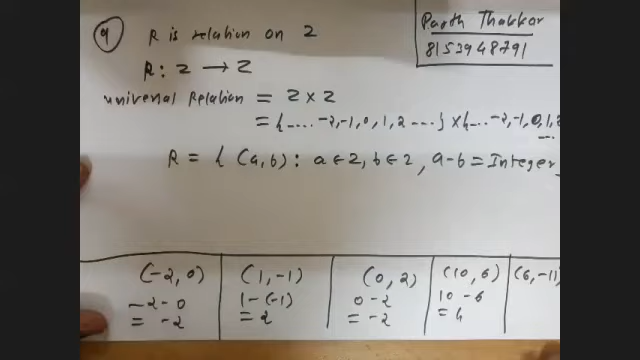 9 R is relation on Z
Parth Thakkar
8153948791
R: Z → Z
universal Relation = Z × Z
= {.... -2, -1, 0, 1, 2 ....} × {... -2, -1, 0, 1, 2
R = { (a, b) : a ∈ Z, b ∈ Z, a - b = Integer
(-2, 0) (1, -1) (0, 2) (10, 6) (6, -11)
-2 - 0 1 - (-1) 0 - 2 10 - 6
= -2 = 2 = -2 = 4